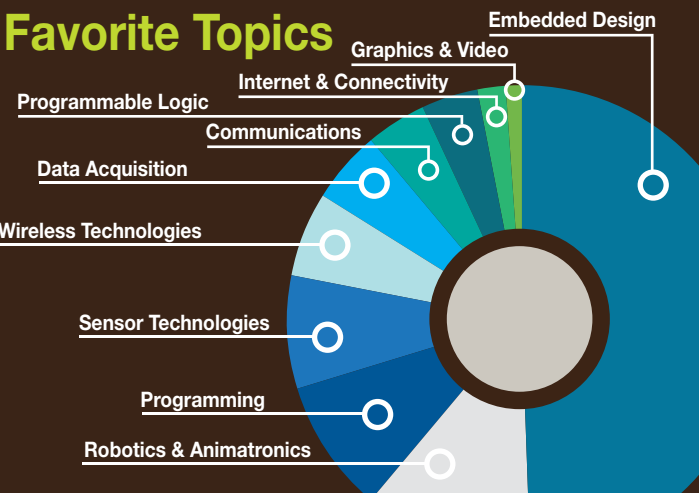 Favorite Topics
Embedded Design
Graphics & Video
Internet & Connectivity
Programmable Logic
Communications
Data Acquisition
Wireless Technologies
Sensor Technologies
Programming
Robotics & Animatronics